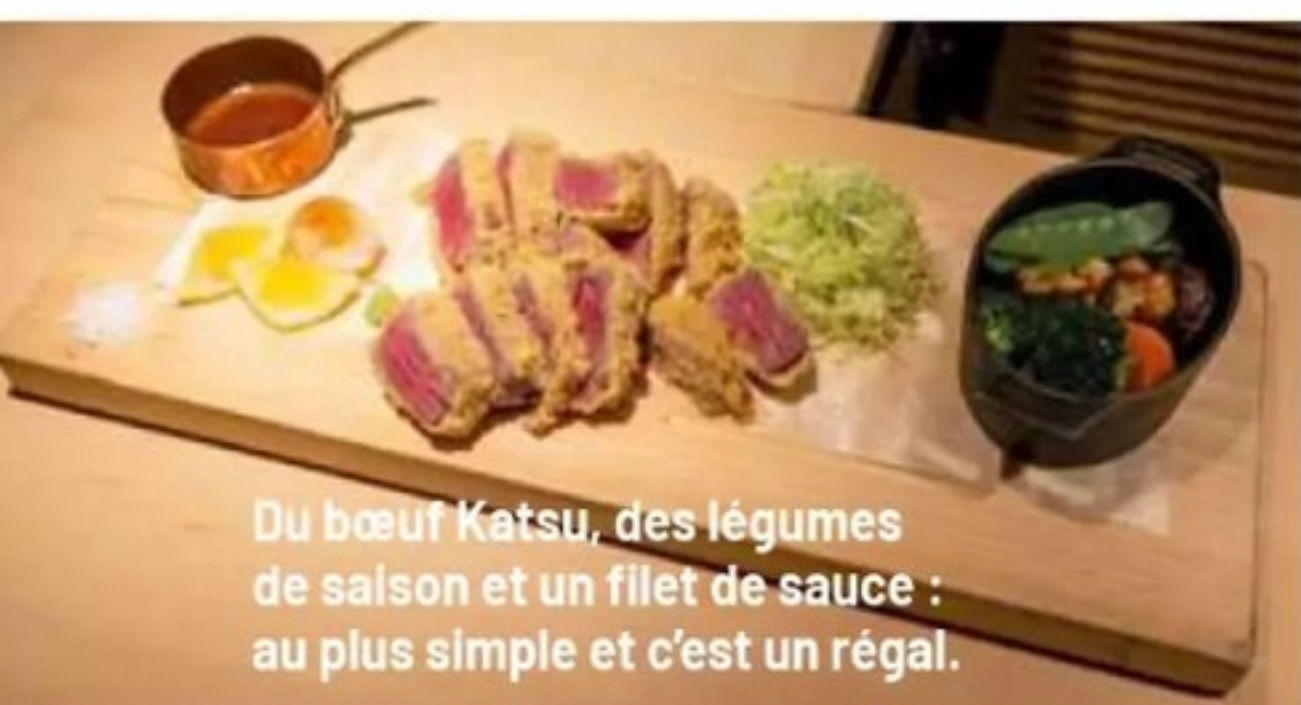 Du bœuf Katsu, des légumes
de saison et un filet de sauce :
au plus simple et c'est un régal.